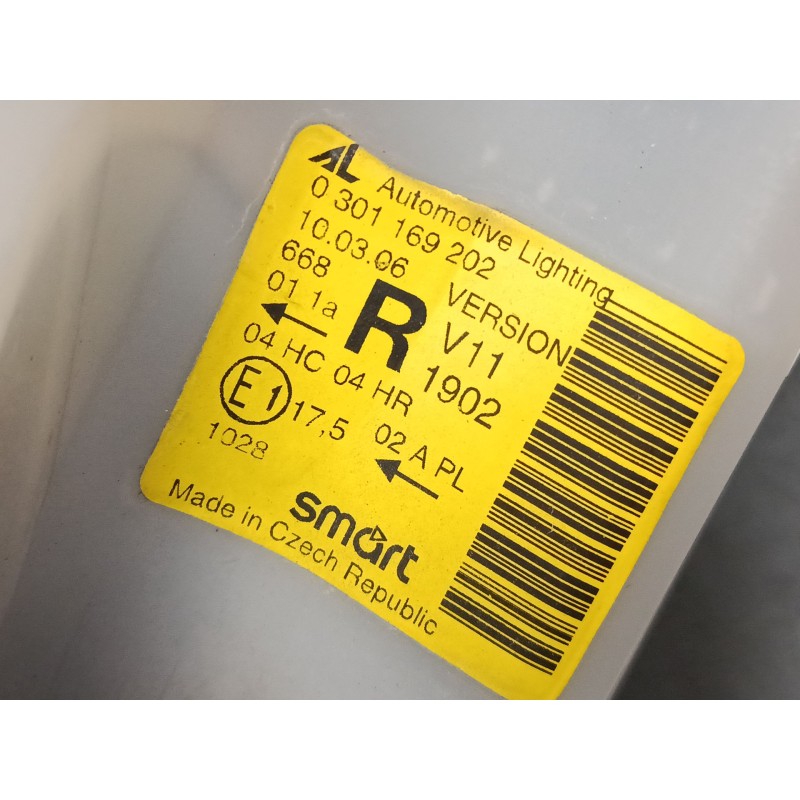 AL Automotive Lighting
0 301 169 202
10.03.06 VERSION
668 R V11
01 1a 1902
04 HC 04 HR
E1 17,5 02 A PL
1028
smart
Made in Czech Republic